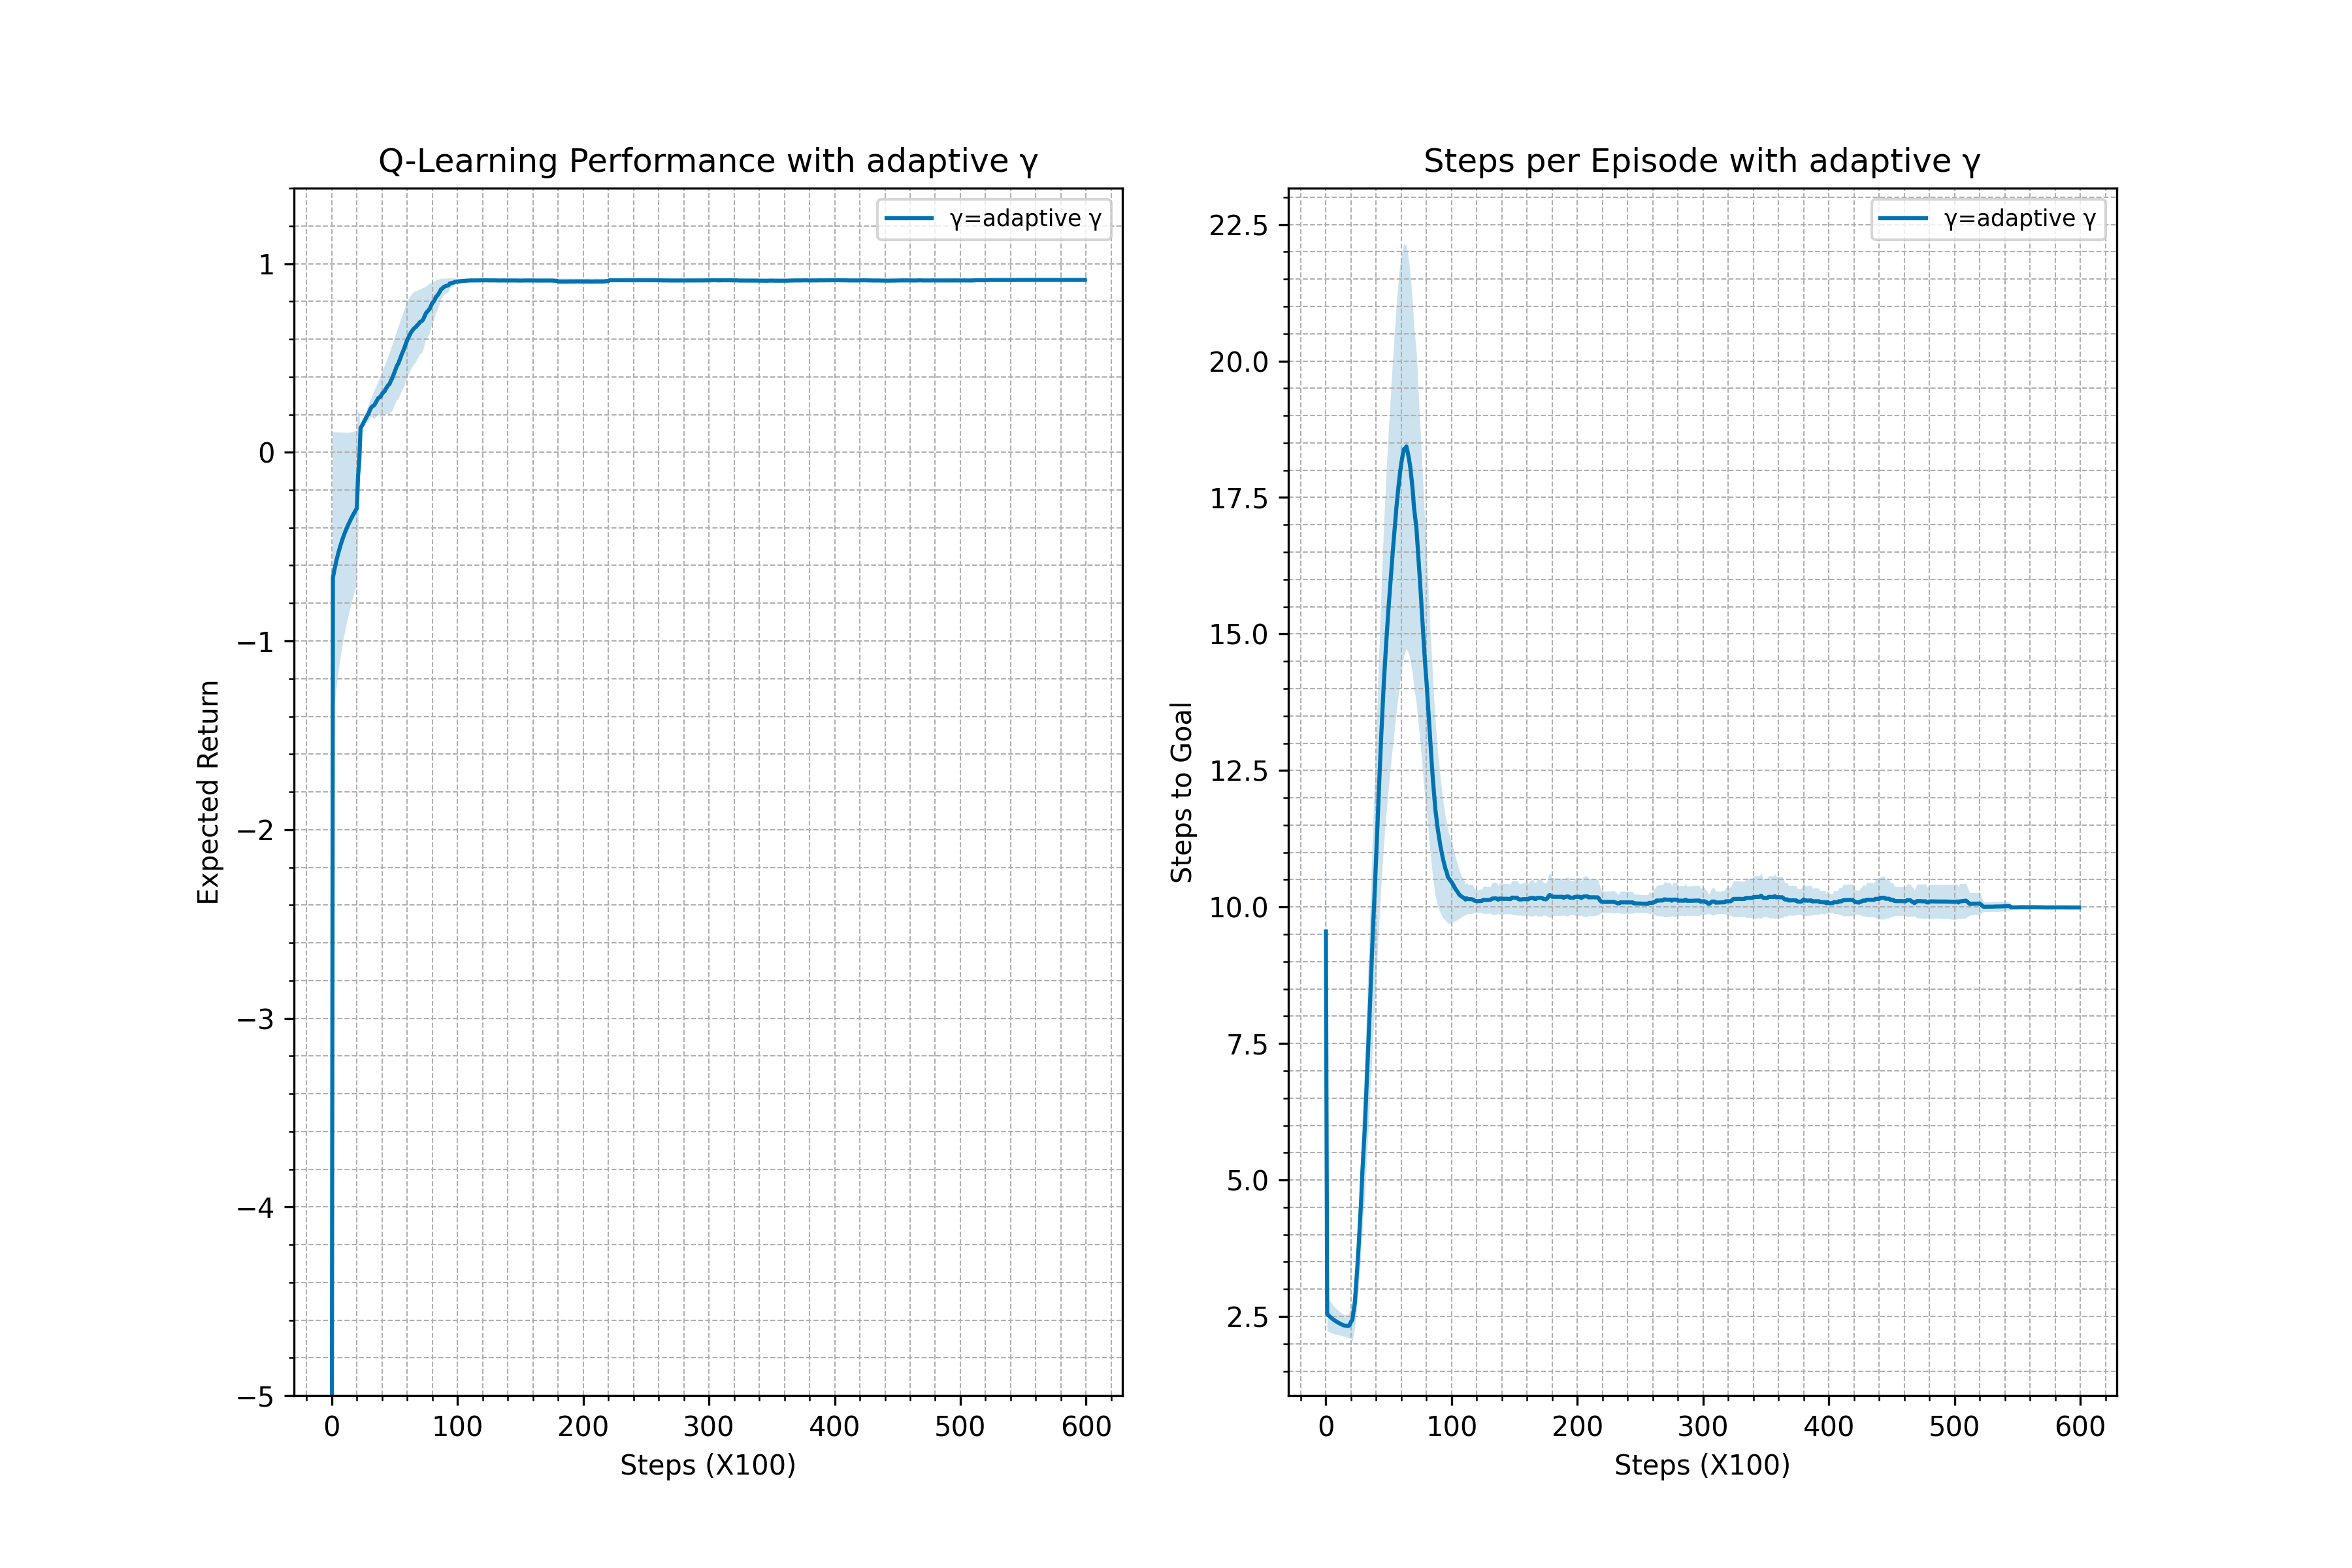 Q-Learning Performance with adaptive γ
γ=adaptive γ
1
0
−1
−2
−3
−4
−5
Expected Return
0 100 200 300 400 500 600
Steps (X100)
Steps per Episode with adaptive γ
γ=adaptive γ
22.5
20.0
17.5
15.0
12.5
10.0
7.5
5.0
2.5
Steps to Goal
0 100 200 300 400 500 600
Steps (X100)